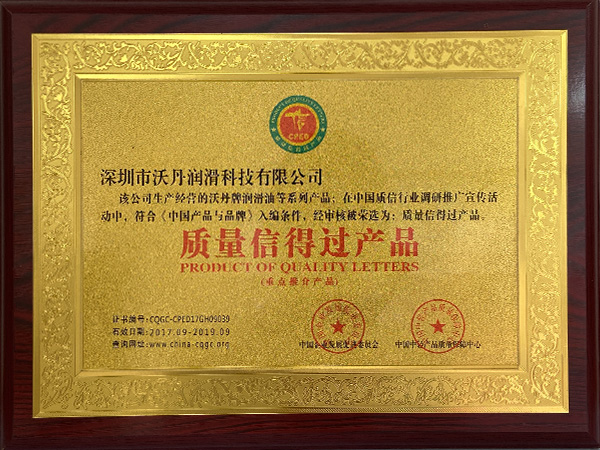 CPED
深圳市沃丹润滑科技有限公司
该公司生产经营的沃丹牌润滑油等系列产品;在中国质信行业调研推广宣传活
动中,符合《中国产品与品牌》入编条件,经审核被荣选为:质量信得过产品。
质量信得过产品
PRODUCT OF QUALITY LETTERS
(重点推介产品)
证书编号:CQGC-CPED17GH09039
有效日期:2017.09-2019.09
查询网址:www.china-cqgc.org